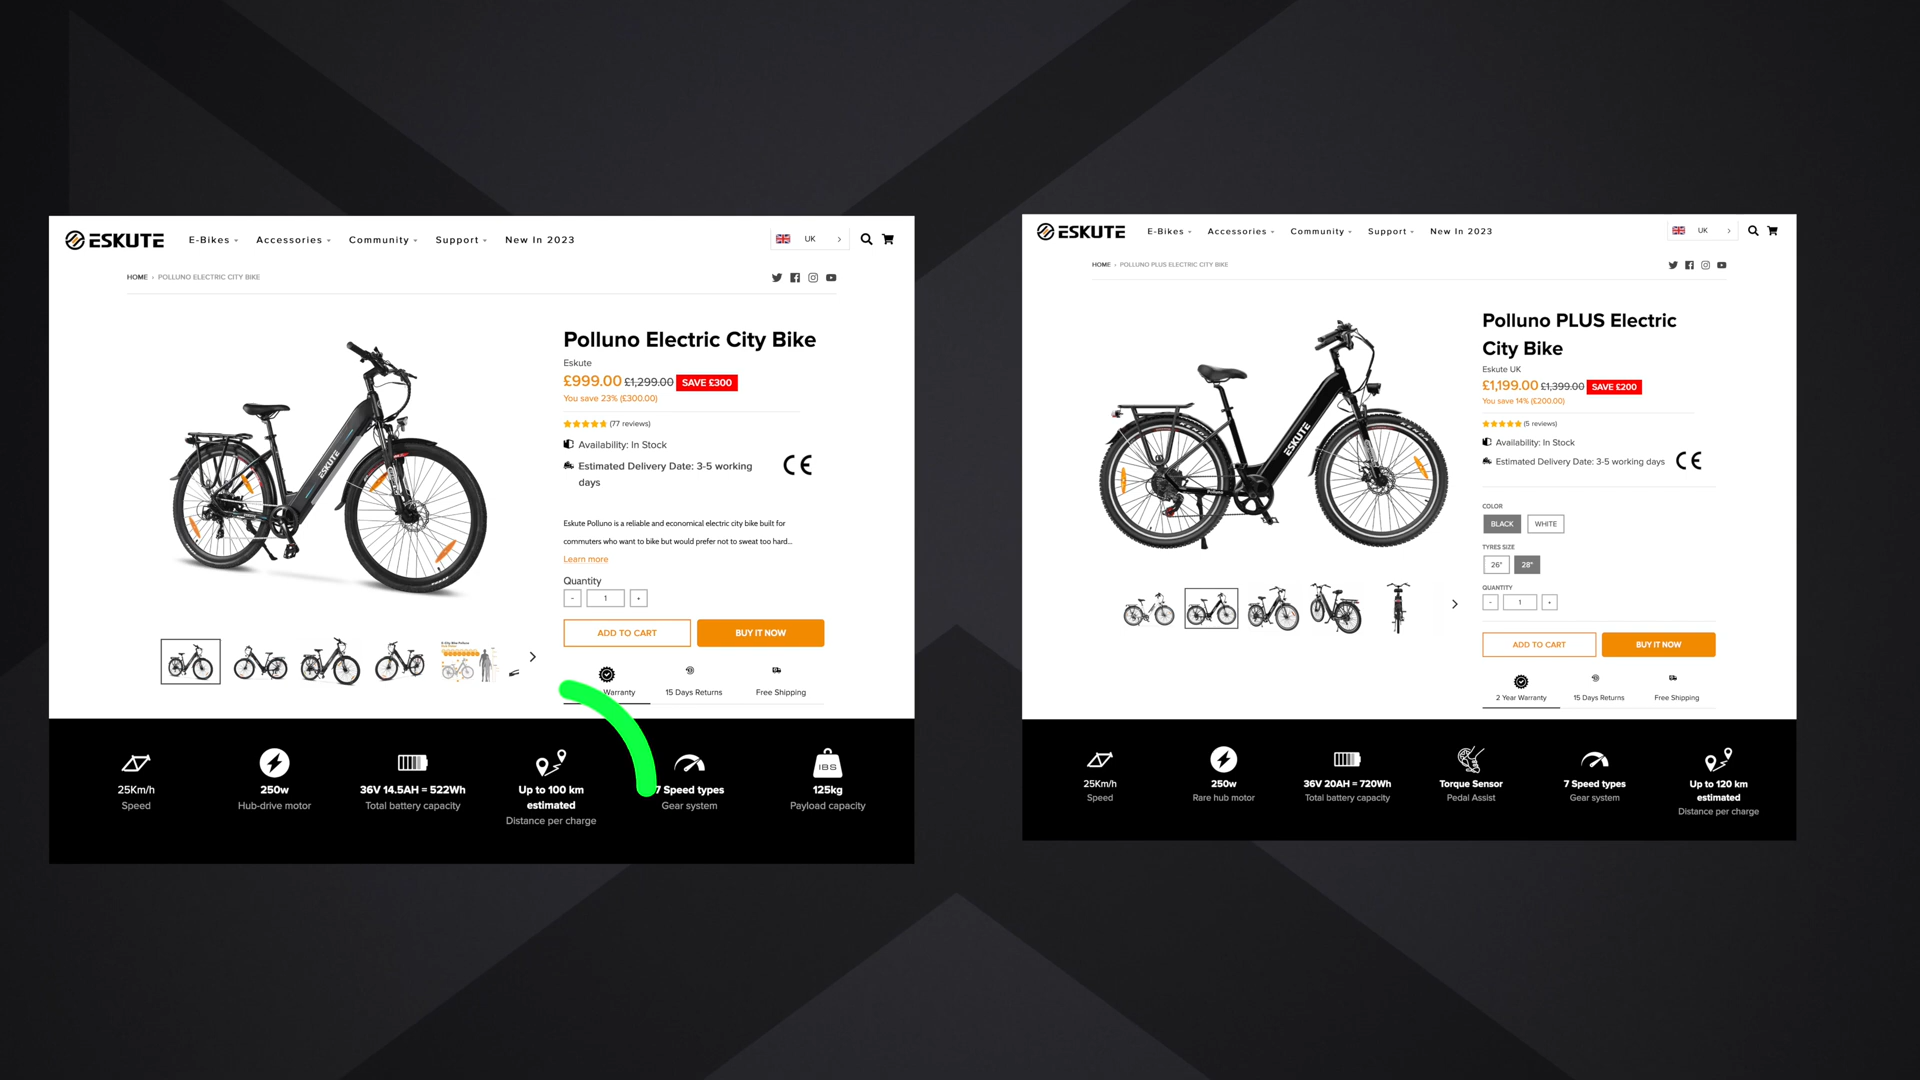 ESKUTE
E-Bikes
Accessories
Community
Support
New In 2023
UK
HOME › POLLUNO ELECTRIC CITY BIKE
Polluno Electric City Bike
Eskute
£999.00 £1,299.00 SAVE £300
You save 23% (£300.00)
(77 reviews)
Availability: In Stock
Estimated Delivery Date: 3-5 working
days
CE
Eskute Polluno is a reliable and economical electric city bike built for
commuters who want to bike but would prefer not to sweat too hard...
Learn more
Quantity
- 1 +
ADD TO CART
BUY IT NOW
Warranty
15 Days Returns
Free Shipping
ESKUTE
25Km/h
Speed
250w
Hub-drive motor
36V 14.5AH = 522Wh
Total battery capacity
Up to 100 km
estimated
Distance per charge
7 Speed types
Gear system
IBS
125kg
Payload capacity
ESKUTE
E-Bikes
Accessories
Community
Support
New In 2023
UK
HOME › POLLUNO PLUS ELECTRIC CITY BIKE
Polluno PLUS Electric
City Bike
Eskute UK
£1,199.00 £1,399.00 SAVE £200
You save 14% (£200.00)
(5 reviews)
Availability: In Stock
Estimated Delivery Date: 3-5 working days
CE
COLOR
BLACK
WHITE
TYRES SIZE
26"
28"
QUANTITY
- 1 +
ADD TO CART
BUY IT NOW
2 Year Warranty
15 Days Returns
Free Shipping
ESKUTE
25Km/h
Speed
250w
Rare hub motor
36V 20AH = 720Wh
Total battery capacity
Torque Sensor
Pedal Assist
7 Speed types
Gear system
Up to 120 km
estimated
Distance per charge